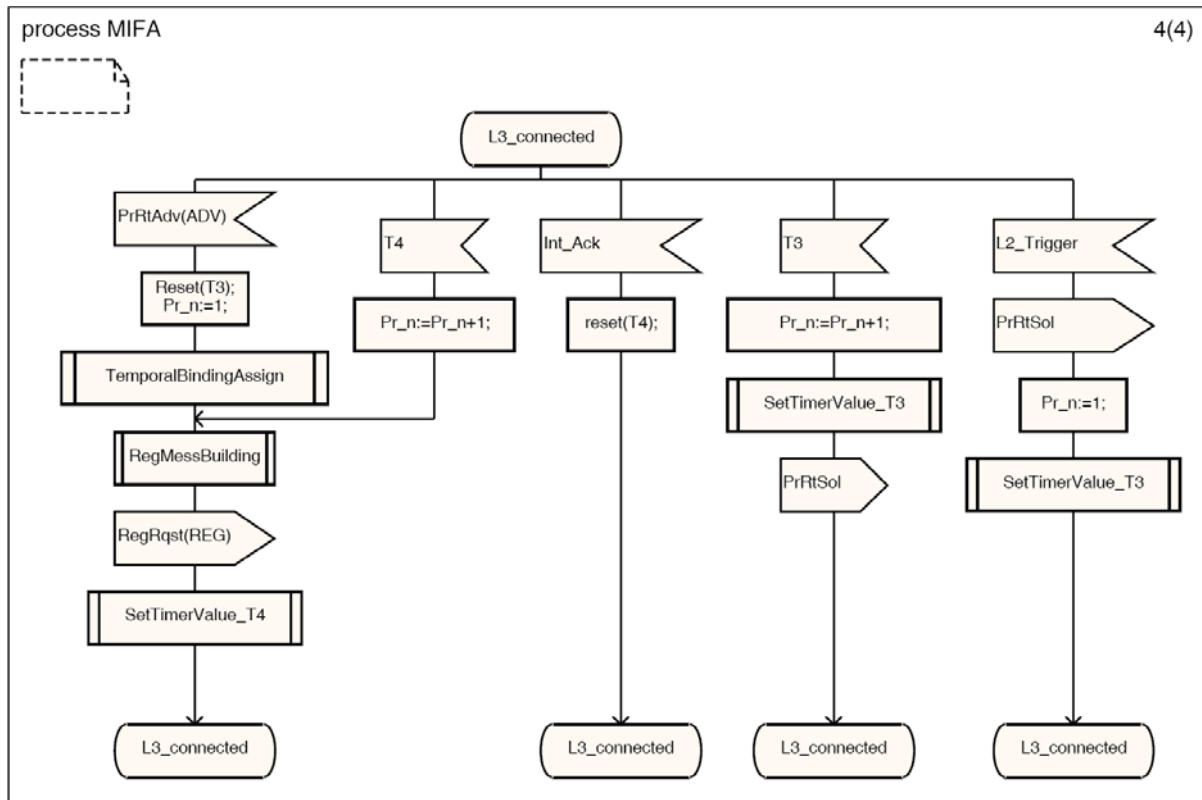 process MIFA
4(4)
L3_connected
PrRtAdv(ADV)
Reset(T3);
Pr_n:=1;
TemporalBindingAssign
RegMessBuilding
RegRqst(REG)
SetTimerValue_T4
L3_connected
T4
Pr_n:=Pr_n+1;
Int_Ack
reset(T4);
L3_connected
T3
Pr_n:=Pr_n+1;
SetTimerValue_T3
PrRtSol
L3_connected
L2_Trigger
PrRtSol
Pr_n:=1;
SetTimerValue_T3
L3_connected